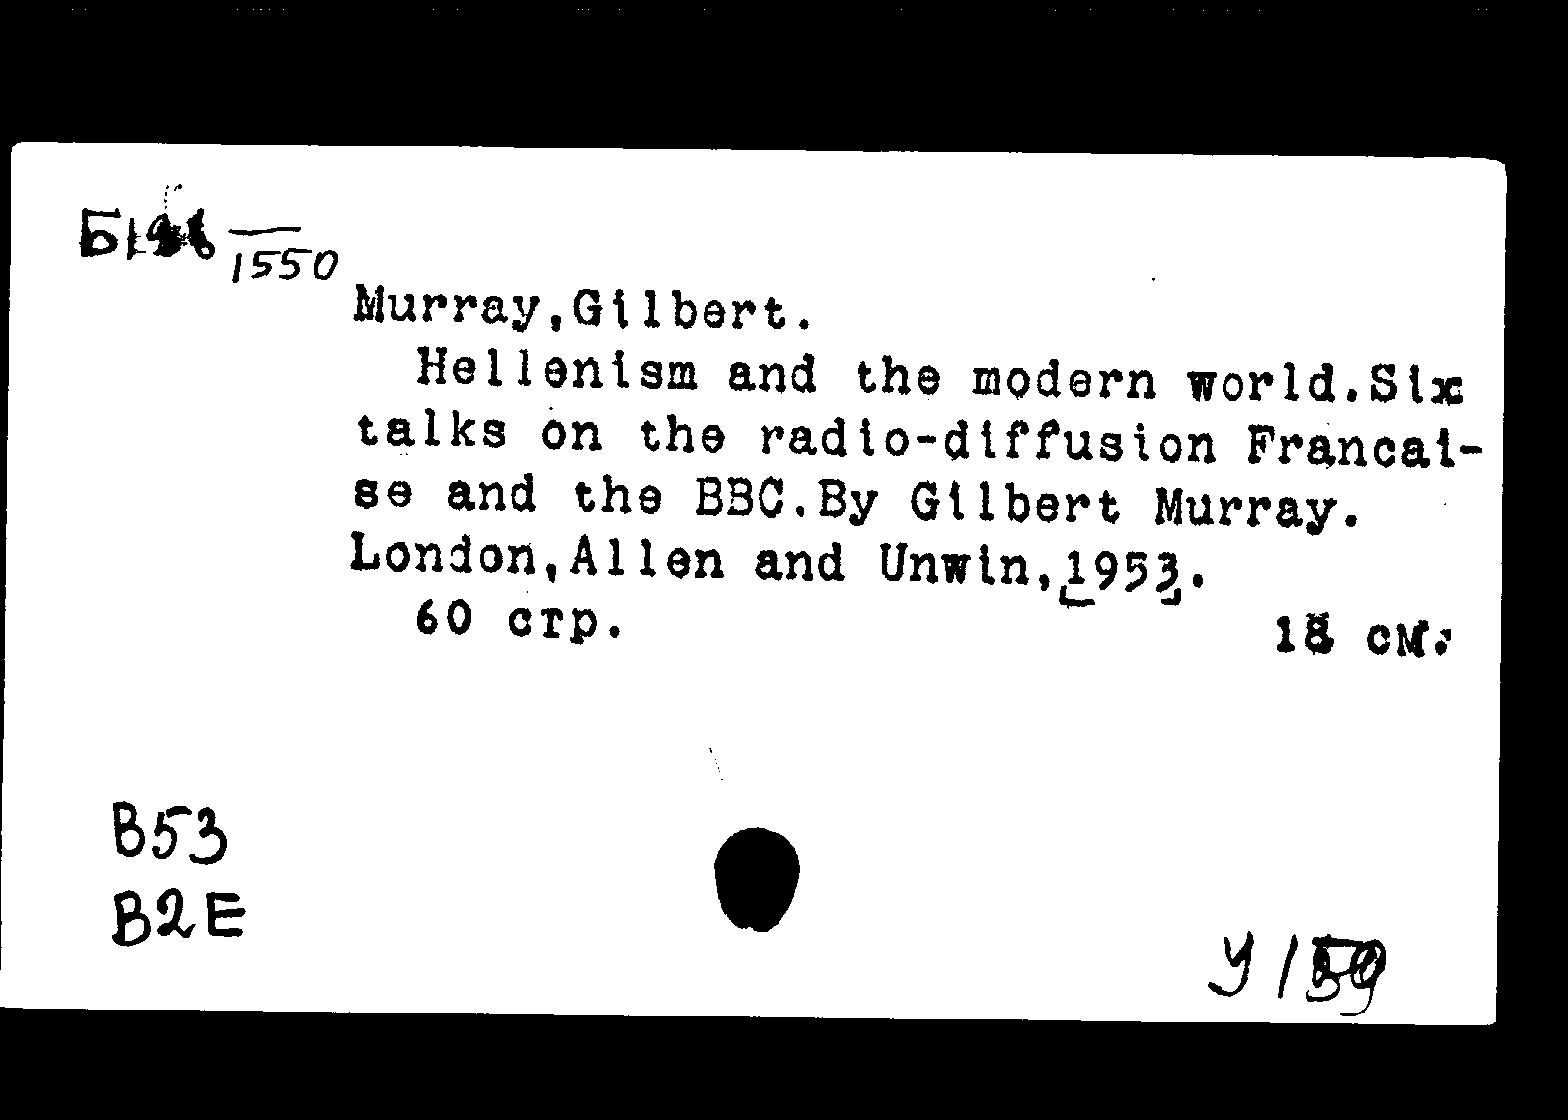 1550
Murray,Gilbert.
Hellenism and the modern world.Six
talks on the radio-diffusion Francai-
se and the BBC.By Gilbert Murray.
London,Allen and Unwin,1953.
60 стр. 18 см.
B53
B2E